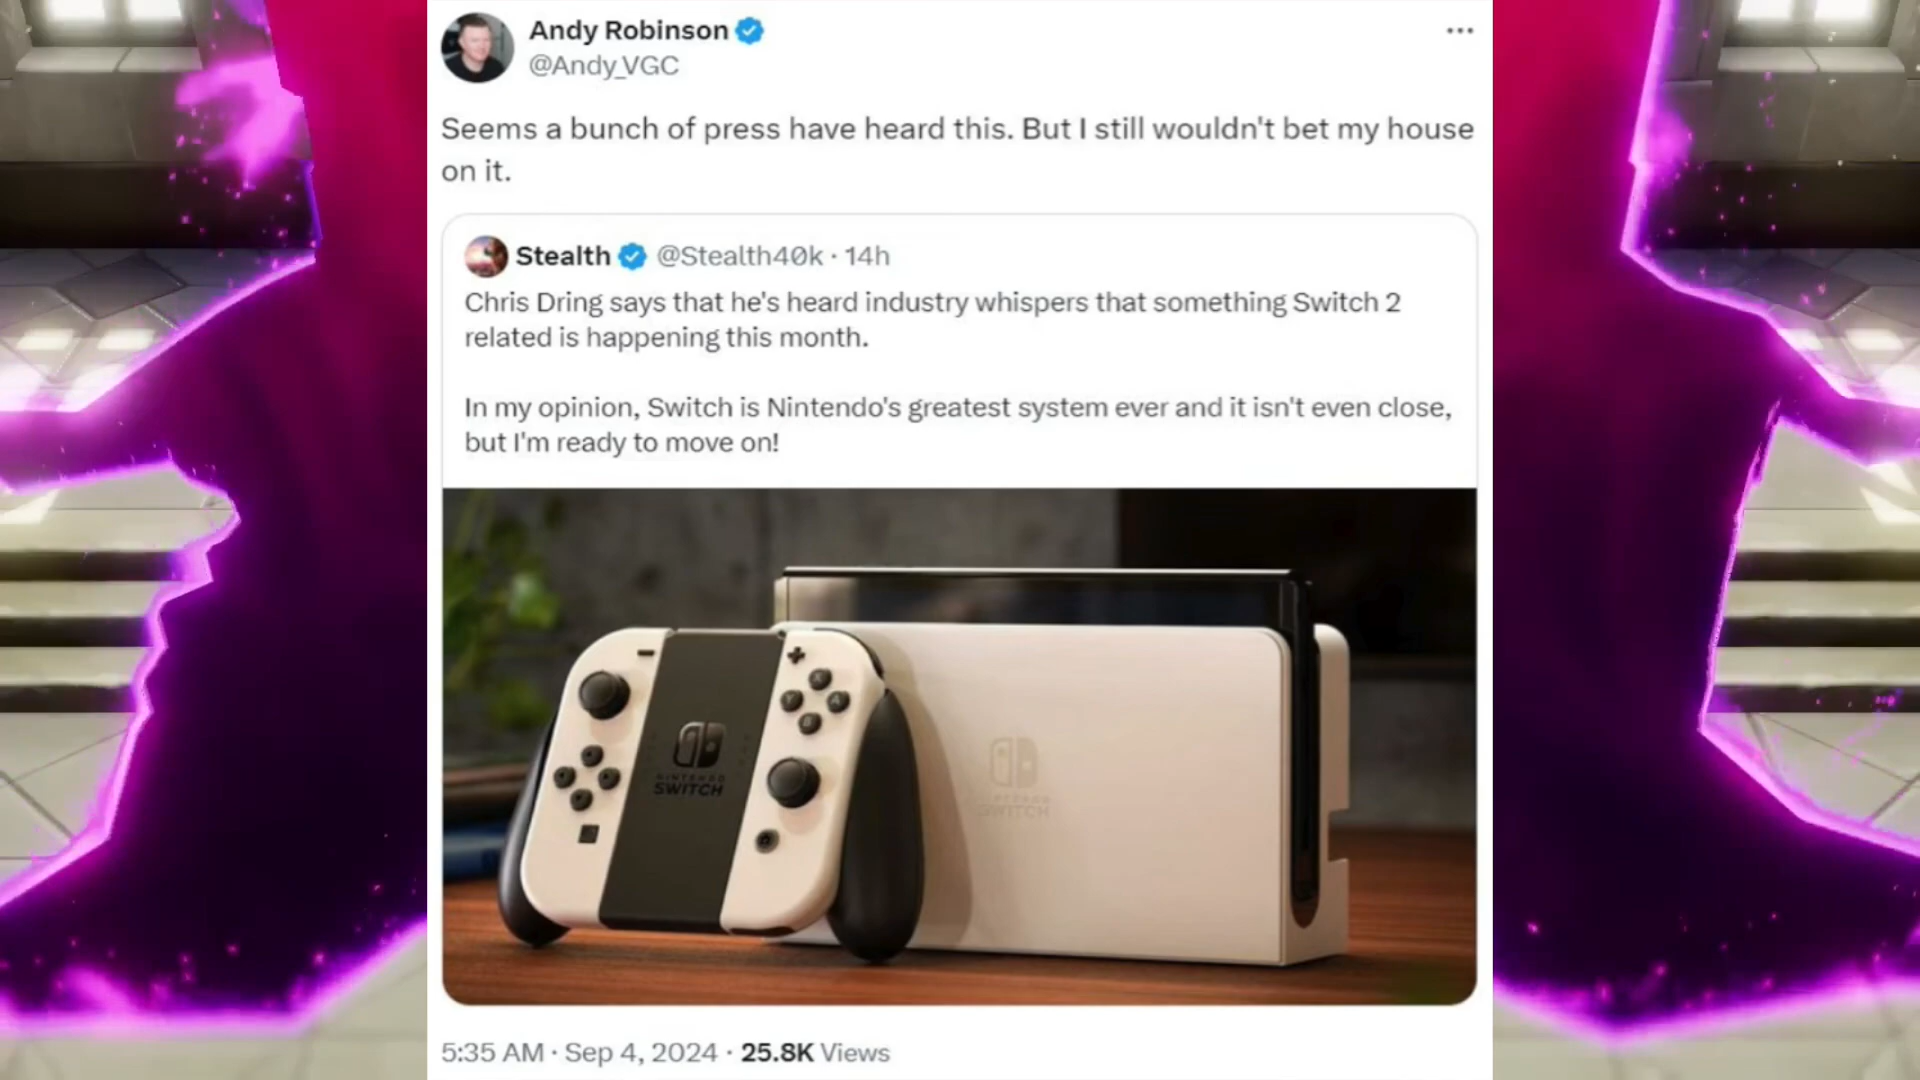 Andy Robinson
@Andy_VGC
Seems a bunch of press have heard this. But I still wouldn't bet my house
on it.
Stealth @Stealth40k · 14h
Chris Dring says that he's heard industry whispers that something Switch 2
related is happening this month.
In my opinion, Switch is Nintendo's greatest system ever and it isn't even close,
but I'm ready to move on!
X
Y A
B
NINTENDO
SWITCH
NINTENDO
SWITCH
5:35 AM · Sep 4, 2024 · 25.8K Views